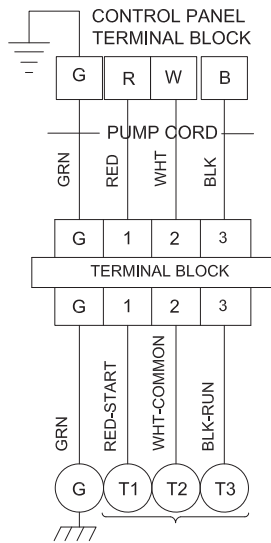 CONTROL PANEL
TERMINAL BLOCK
G R W B
PUMP CORD
GRN RED WHT BLK
G 1 2 3
TERMINAL BLOCK
G 1 2 3
GRN RED-START WHT-COMMON BLK-RUN
G T1 T2 T3